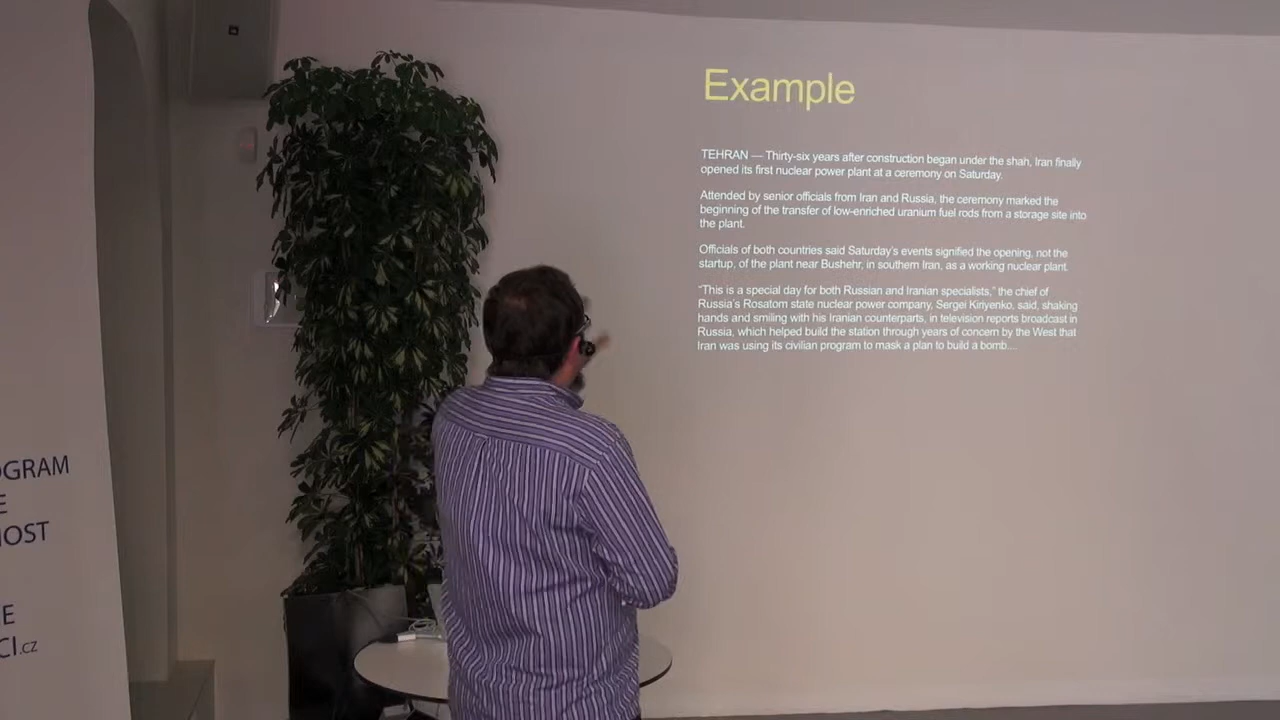 Example
TEHRAN — Thirty-six years after construction began under the shah, Iran finally
opened its first nuclear power plant at a ceremony on Saturday.
Attended by senior officials from Iran and Russia, the ceremony marked the
beginning of the transfer of low-enriched uranium fuel rods from a storage site into
the plant.
Officials of both countries said Saturday's events signified the opening, not the
startup, of the plant near Bushehr, in southern Iran, as a working nuclear plant.
“This is a special day for both Russian and Iranian specialists,” the chief of
Russia's Rosatom state nuclear power company, Sergei Kiriyenko, said, shaking
hands and smiling with his Iranian counterparts, in television reports broadcast in
Russia, which helped build the station through years of concern by the West that
Iran was using its civilian program to mask a plan to build a bomb....
OGRAM
E
NOST
E
CI.cz